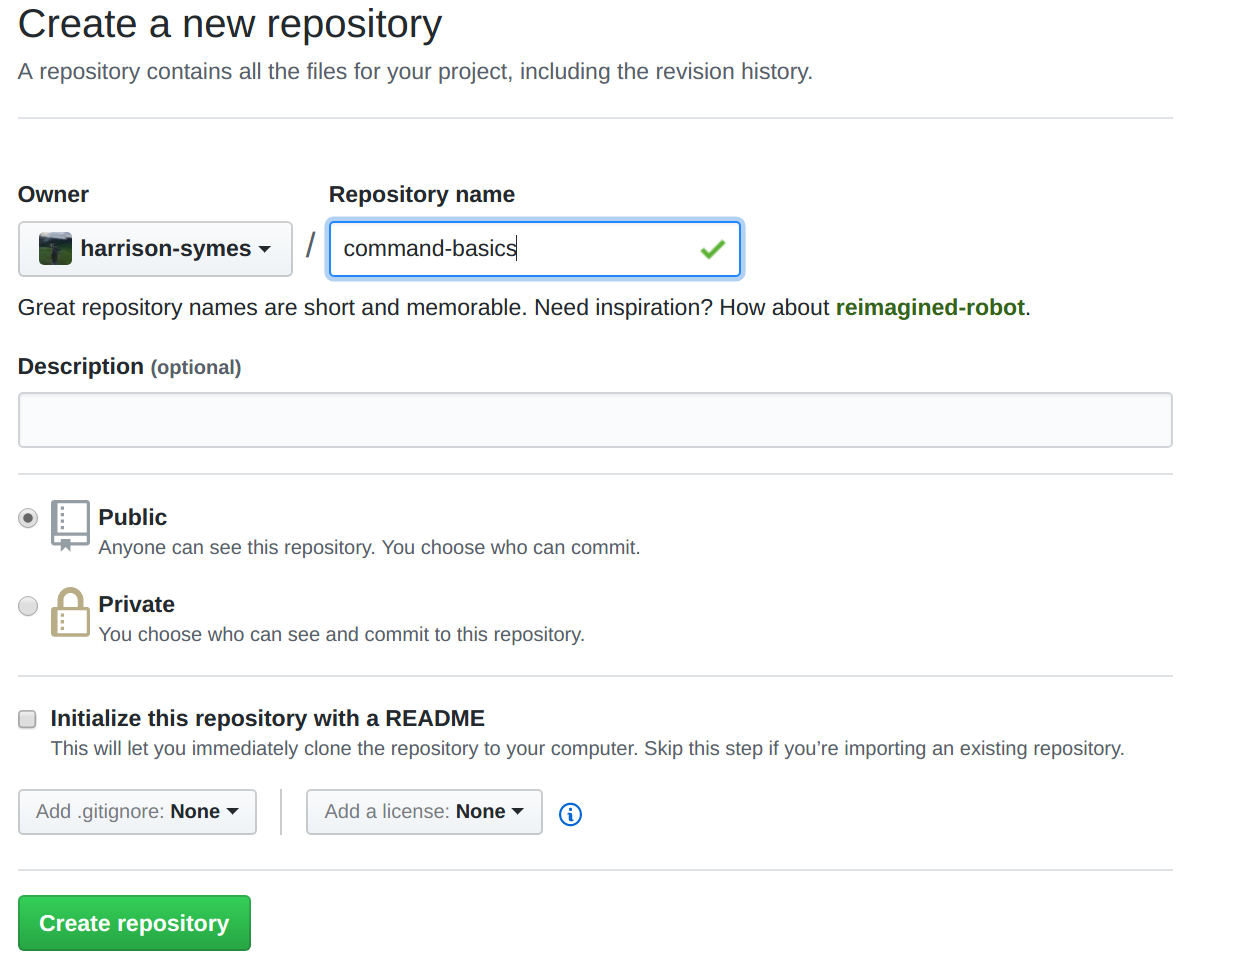 Create a new repository
A repository contains all the files for your project, including the revision history.
Owner
Repository name
harrison-symes / command-basics
Great repository names are short and memorable. Need inspiration? How about reimagined-robot.
Description (optional)
Public
Anyone can see this repository. You choose who can commit.
Private
You choose who can see and commit to this repository.
Initialize this repository with a README
This will let you immediately clone the repository to your computer. Skip this step if you’re importing an existing repository.
Add .gitignore: None
Add a license: None
Create repository